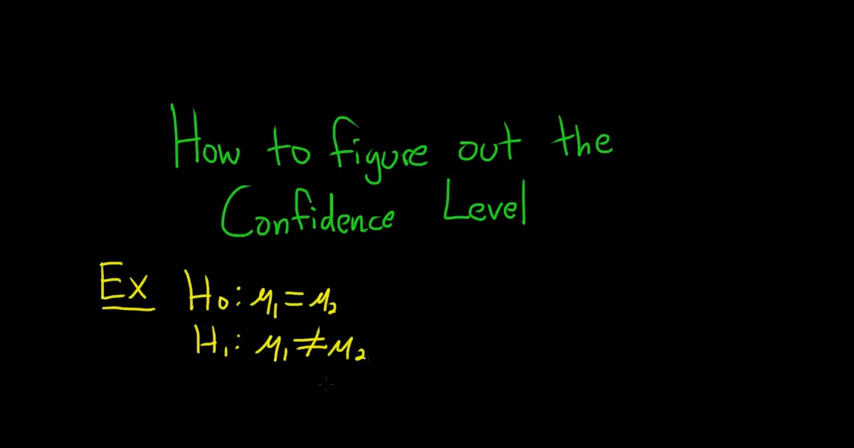 How to figure out the
Confidence Level
Ex H₀: μ₁ = μ₂
H₁: μ₁ ≠ μ₂